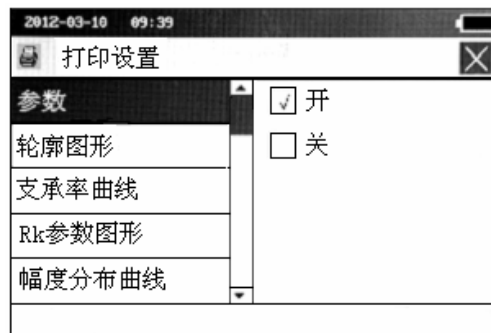 2012-03-10 09:39
打印设置
参数
开
轮廓图形
关
支承率曲线
Rk参数图形
幅度分布曲线